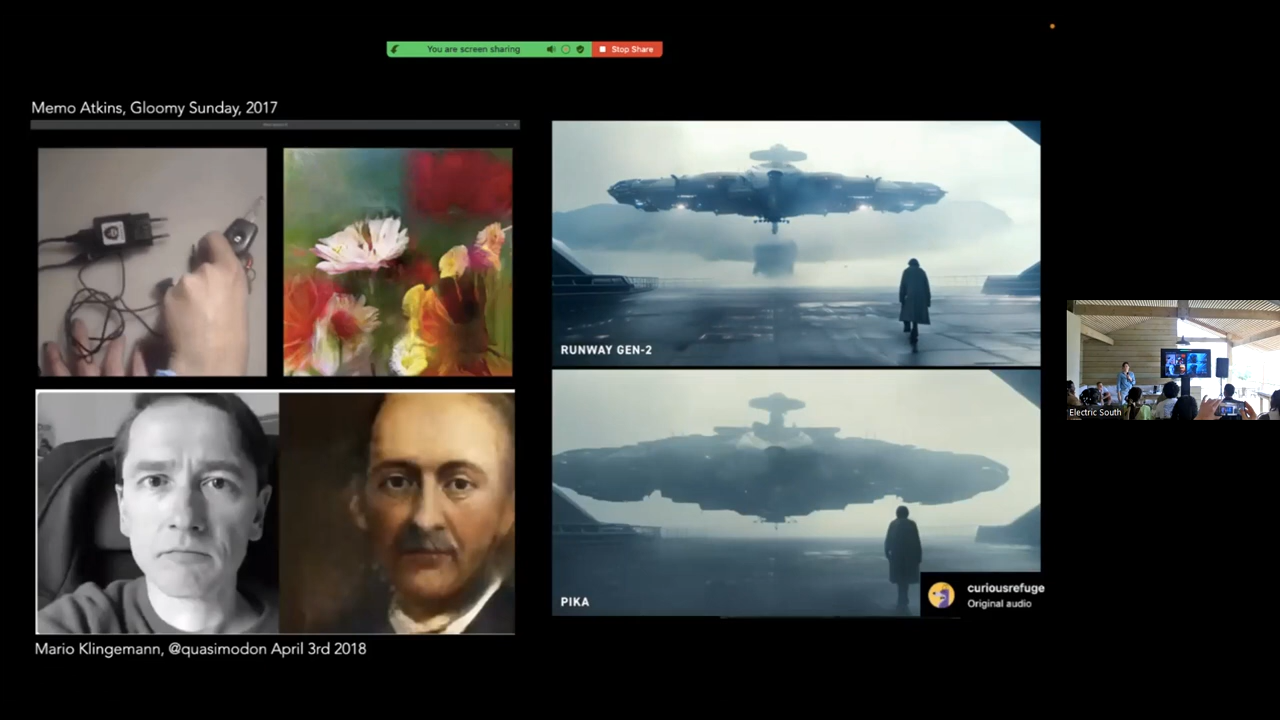 You are screen sharing
Stop Share
Memo Atkins, Gloomy Sunday, 2017
RUNWAY GEN-2
PIKA
curiousrefuge
Original audio
Electric South
Mario Klingemann, @quasimodon April 3rd 2018